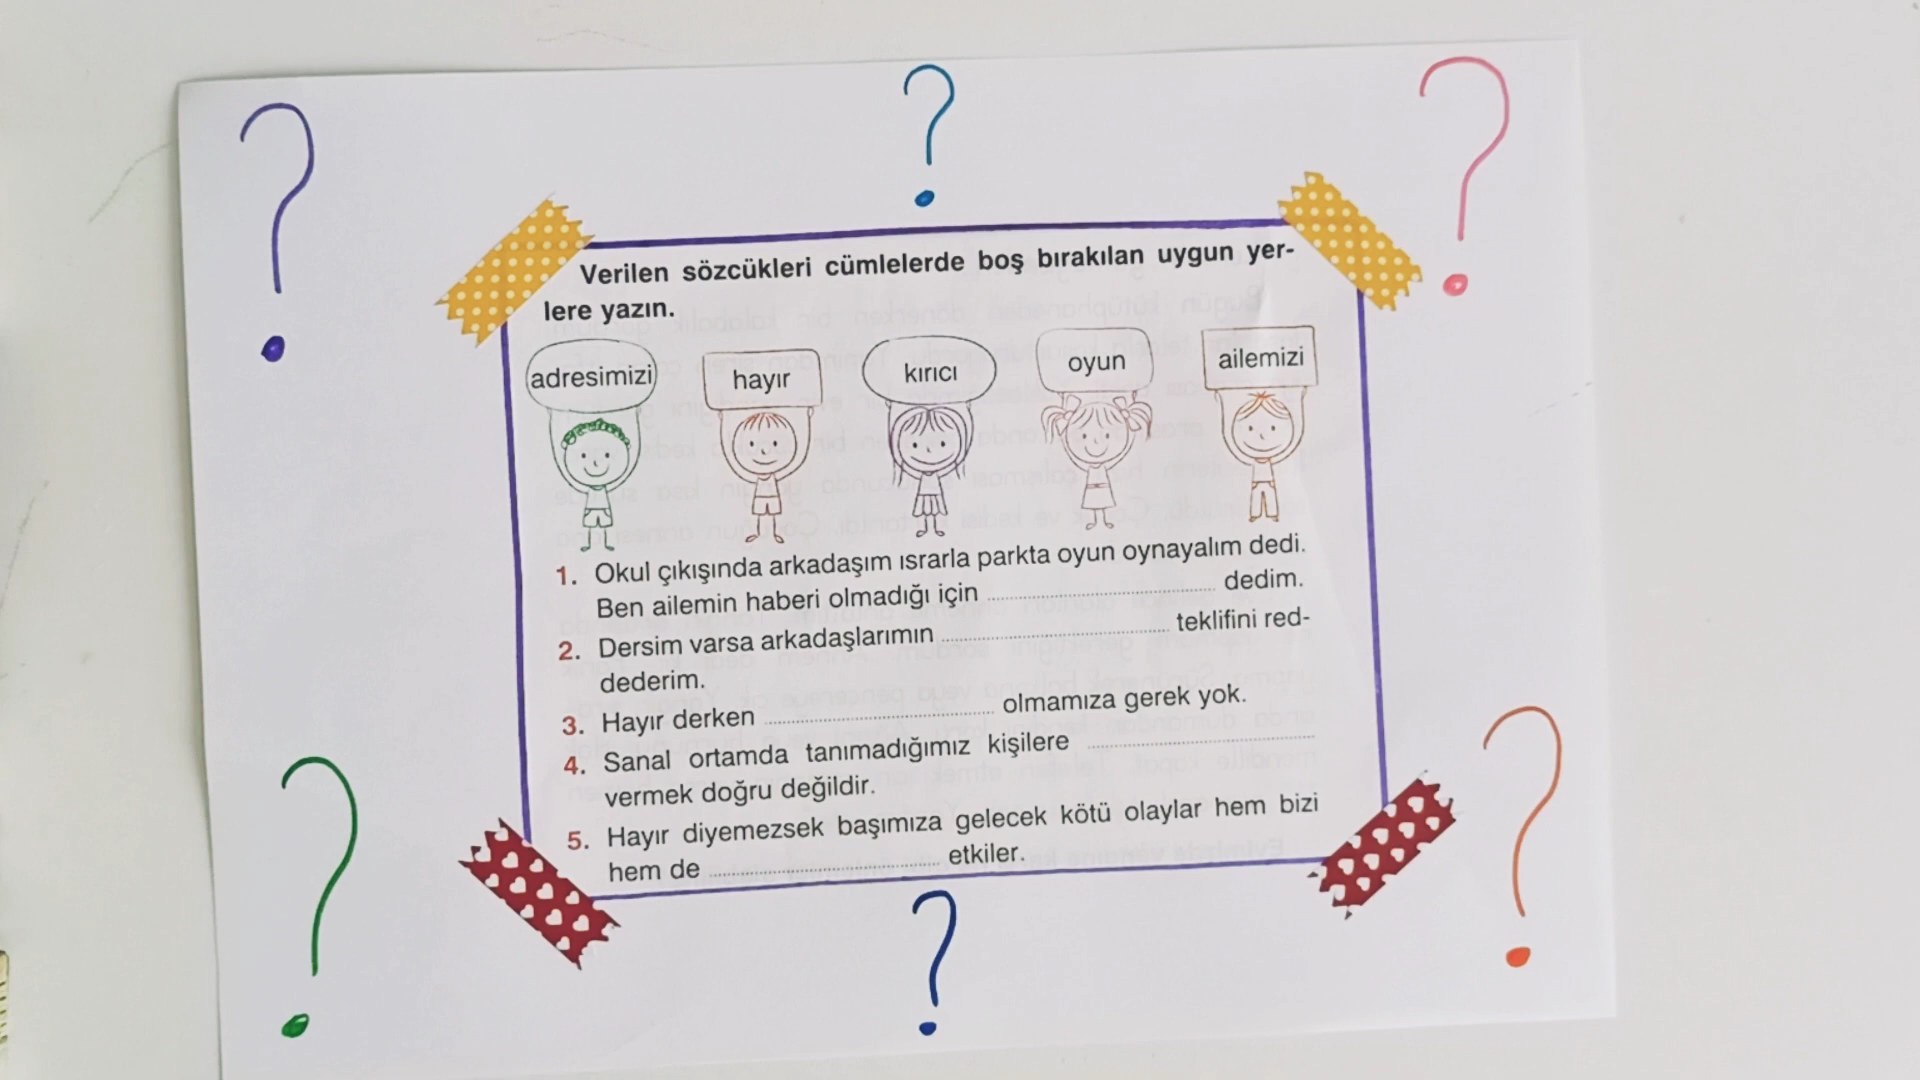 Verilen sözcükleri cümlelerde boş bırakılan uygun yer-
lere yazın.
adresimizi
hayır
kırıcı
oyun
ailemizi
1. Okul çıkışında arkadaşım ısrarla parkta oyun oynayalım dedi.
Ben ailemin haberi olmadığı için ........................ dedim.
2. Dersim varsa arkadaşlarımın ........................ teklifini red-
dederim.
3. Hayır derken ........................ olmamıza gerek yok.
4. Sanal ortamda tanımadığımız kişilere ........................
vermek doğru değildir.
5. Hayır diyemezsek başımıza gelecek kötü olaylar hem bizi
hem de ........................ etkiler.